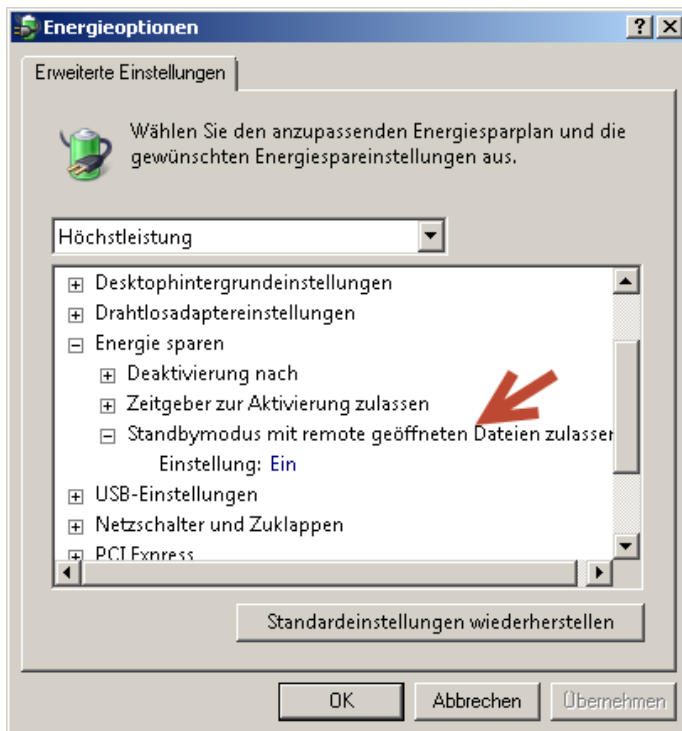 Energieoptionen
Erweiterte Einstellungen
Wählen Sie den anzupassenden Energiesparplan und die
gewünschten Energiespareinstellungen aus.
Höchstleistung
Desktophintergrundeinstellungen
Drahtlosadaptereinstellungen
Energie sparen
Deaktivierung nach
Zeitgeber zur Aktivierung zulassen
Standbymodus mit remote geöffneten Dateien zulassen
Einstellung: Ein
USB-Einstellungen
Netzschalter und Zuklappen
PCI Express
Standardeinstellungen wiederherstellen
OK Abbrechen Übernehmen